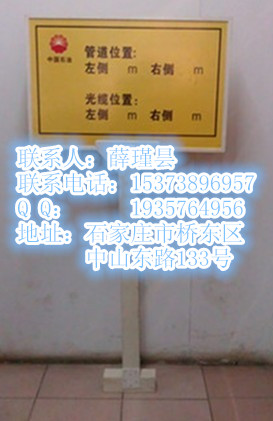 中国石油
管道位置:
左侧 m 右侧 m
光缆位置:
左侧 m 右侧 m
联系人: 薛瑾县
联系电话: 15373896957
Q Q: 1935764956
地址: 石家庄市桥东区
中山东路133号